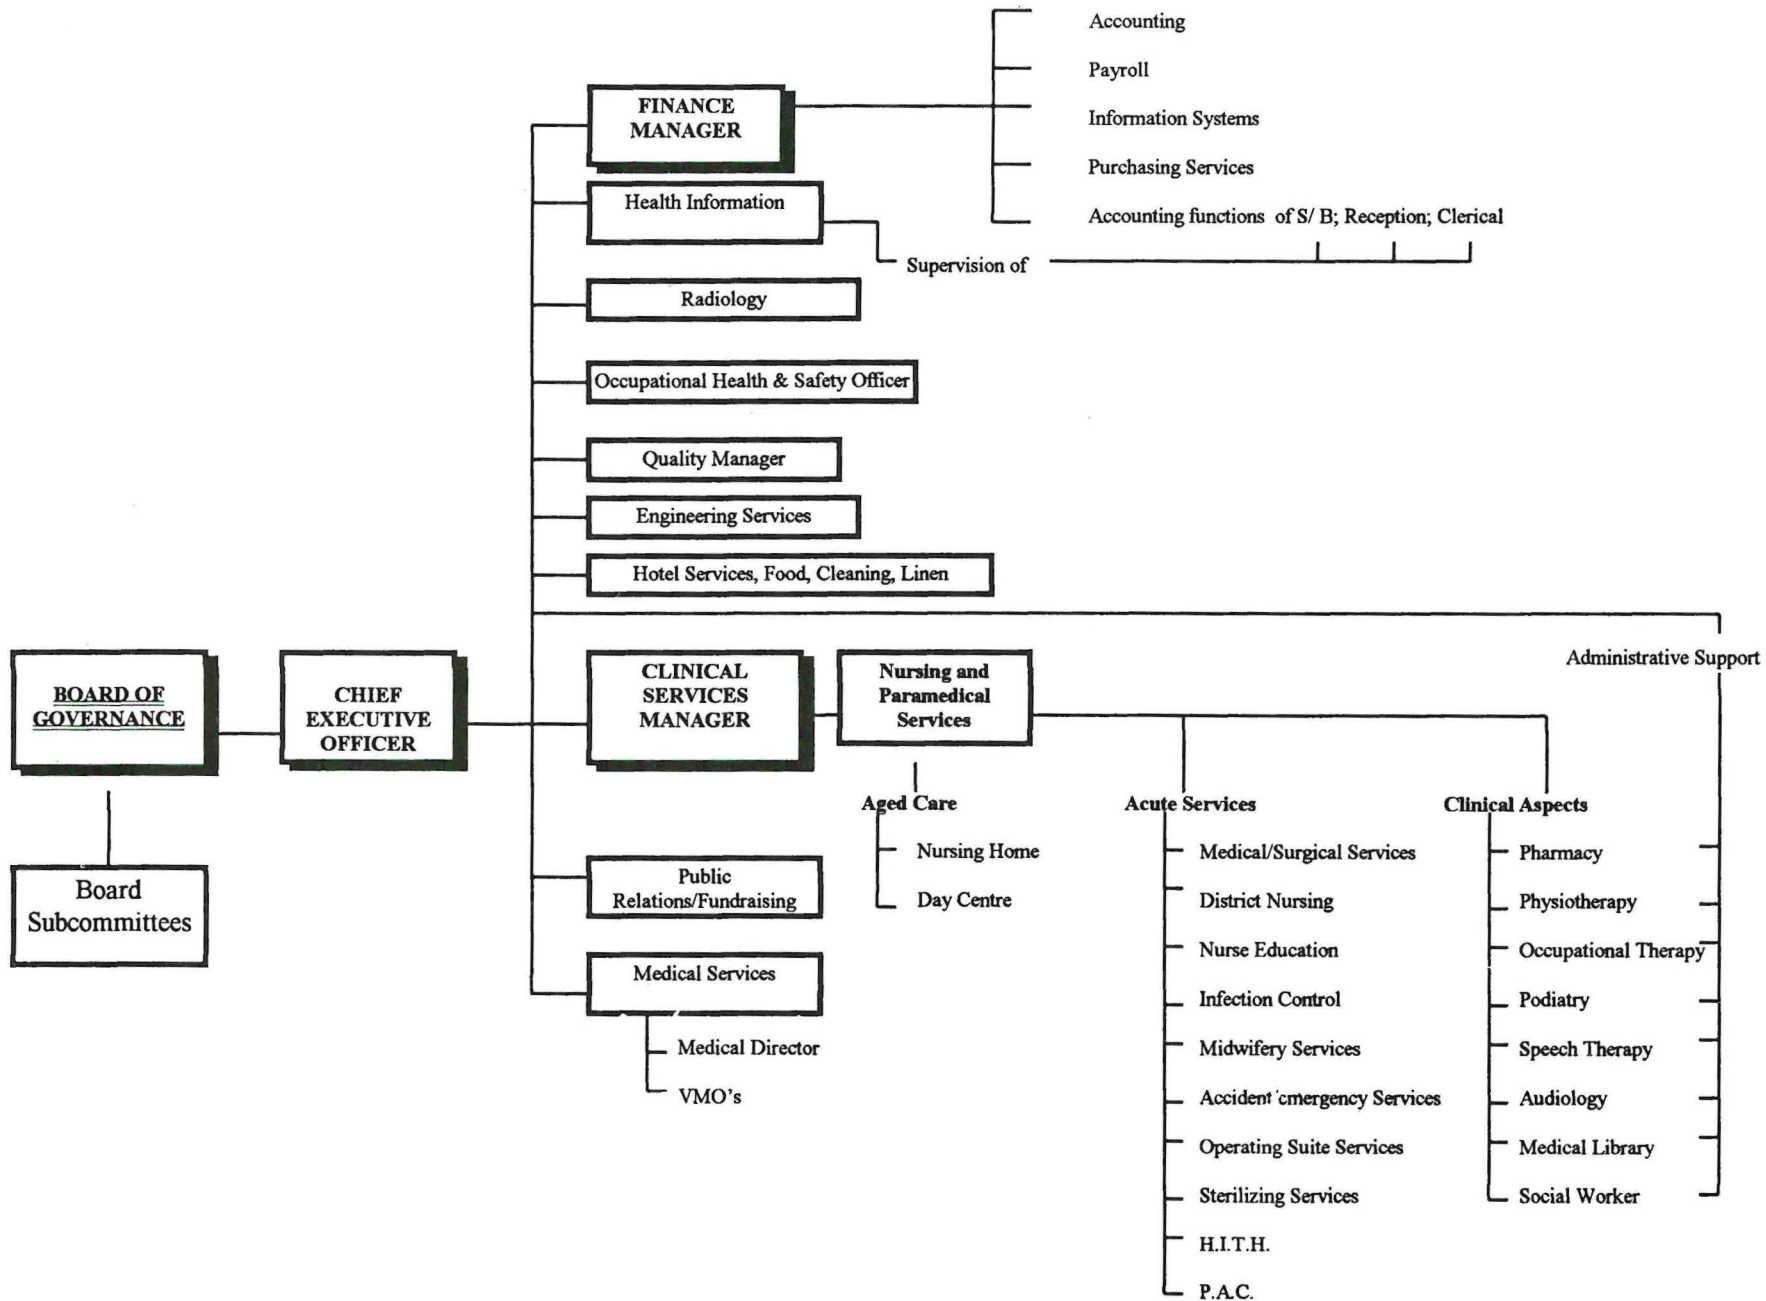 Accounting
Payroll
FINANCE
MANAGER
Information Systems
Purchasing Services
Health Information
Accounting functions of S/ B; Reception; Clerical
Supervision of
Radiology
Occupational Health & Safety Officer
Quality Manager
Engineering Services
Hotel Services, Food, Cleaning, Linen
BOARD OF
GOVERNANCE
CHIEF
EXECUTIVE
OFFICER
CLINICAL
SERVICES
MANAGER
Nursing and
Paramedical
Services
Administrative Support
Board
Subcommittees
Public
Relations/Fundraising
Medical Services
Medical Director
VMO's
Aged Care
Nursing Home
Day Centre
Acute Services
Medical/Surgical Services
District Nursing
Nurse Education
Infection Control
Midwifery Services
Accident Services
Operating Suite Services
Sterilizing Services
H.I.T.H.
P.A.C.
Clinical Aspects
Pharmacy
Physiotherapy
Occupational Therapy
Podiatry
Speech Therapy
Audiology
Medical Library
Social Worker